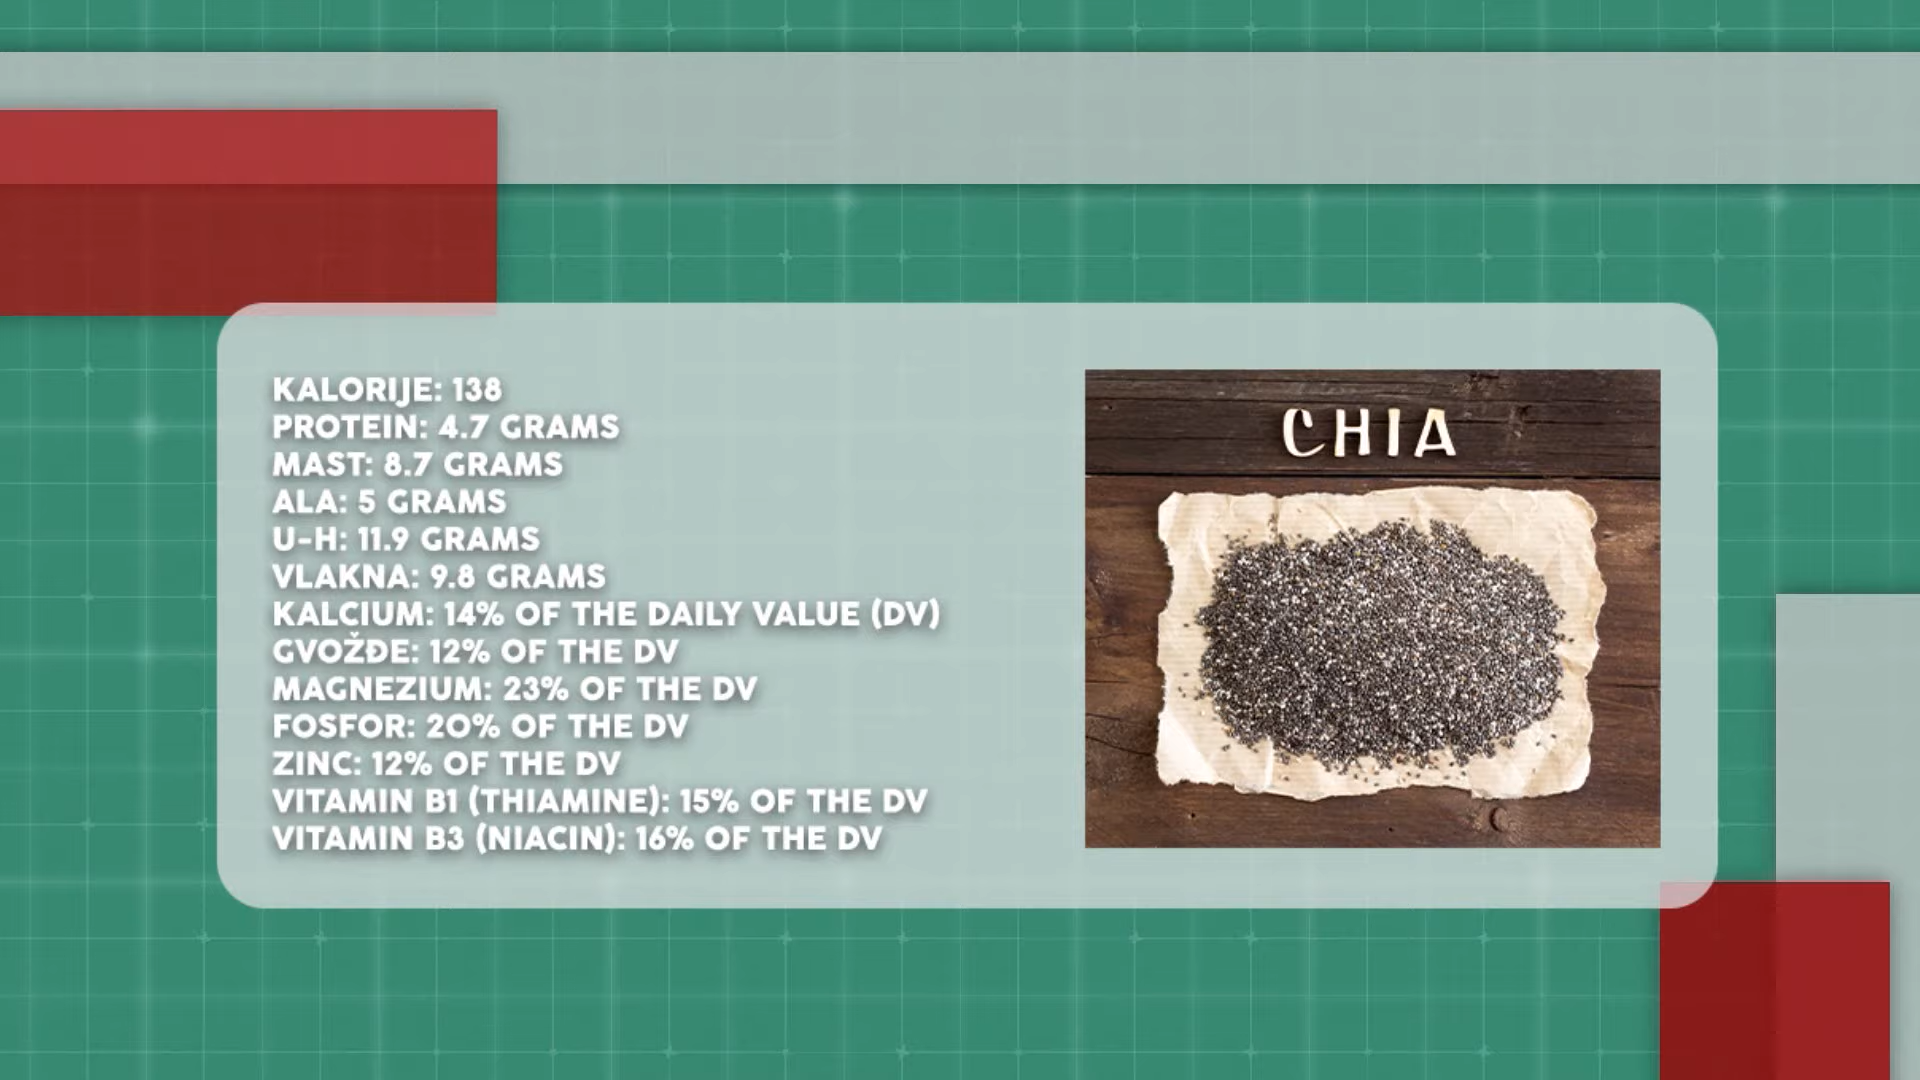 KALORIJE: 138
PROTEIN: 4.7 GRAMS
MAST: 8.7 GRAMS
ALA: 5 GRAMS
U-H: 11.9 GRAMS
VLAKNA: 9.8 GRAMS
KALCIUM: 14% OF THE DAILY VALUE (DV)
GVOŽĐE: 12% OF THE DV
MAGNEZIUM: 23% OF THE DV
FOSFOR: 20% OF THE DV
ZINC: 12% OF THE DV
VITAMIN B1 (THIAMINE): 15% OF THE DV
VITAMIN B3 (NIACIN): 16% OF THE DV
CHIA